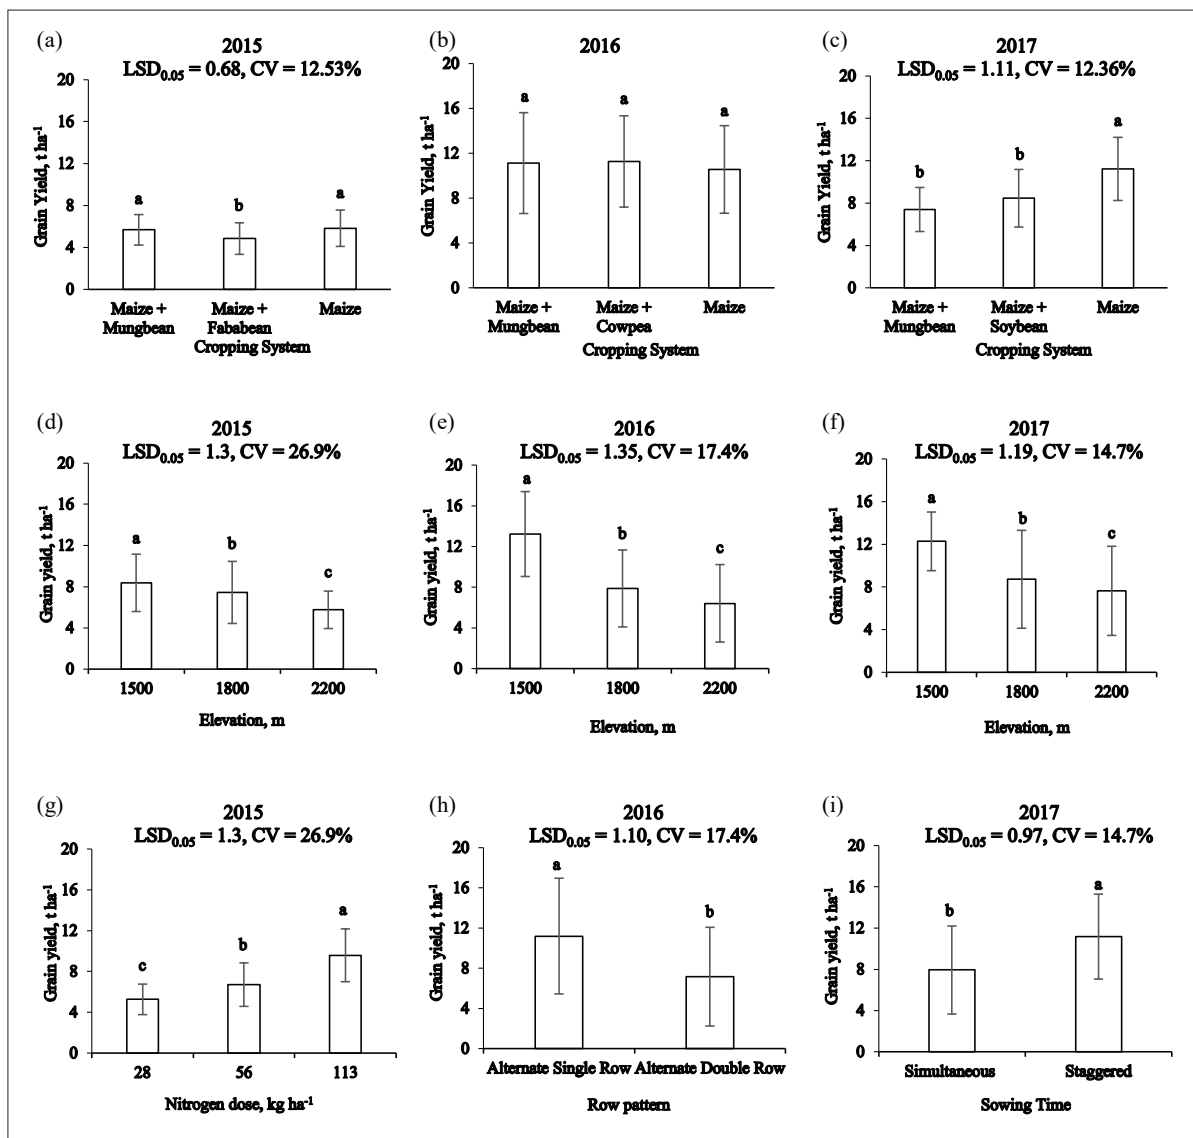 (a)
2015
LSD0.05 = 0.68, CV = 12.53%
20
16
12
8
4
0
Grain Yield, t ha-1
a
b
a
Maize + Mungbean
Maize + Fababean
Maize
Cropping System
(b)
2016
20
16
12
8
4
0
Grain Yield, t ha-1
a
a
a
Maize + Mungbean
Maize + Cowpea
Maize
Cropping System
(c)
2017
LSD0.05 = 1.11, CV = 12.36%
20
16
12
8
4
0
Grain Yield, t ha-1
b
b
a
Maize + Mungbean
Maize + Soybean
Maize
Cropping System
(d)
2015
LSD0.05 = 1.3, CV = 26.9%
20
16
12
8
4
0
Grain yield, t ha-1
a
b
c
1500
1800
2200
Elevation, m
(e)
2016
LSD0.05 = 1.35, CV = 17.4%
20
16
12
8
4
0
Grain yield, t ha-1
a
b
c
1500
1800
2200
Elevation, m
(f)
2017
LSD0.05 = 1.19, CV = 14.7%
20
16
12
8
4
0
Grain yield, t ha-1
a
b
c
1500
1800
2200
Elevation, m
(g)
2015
LSD0.05 = 1.3, CV = 26.9%
20
16
12
8
4
0
Grain yield, t ha-1
c
b
a
28
56
113
Nitrogen dose, kg ha-1
(h)
2016
LSD0.05 = 1.10, CV = 17.4%
20
16
12
8
4
0
Grain yield, t ha-1
a
b
Alternate Single Row
Alternate Double Row
Row pattern
(i)
2017
LSD0.05 = 0.97, CV = 14.7%
20
16
12
8
4
0
Grain yield, t ha-1
b
a
Simultaneous
Staggered
Sowing Time